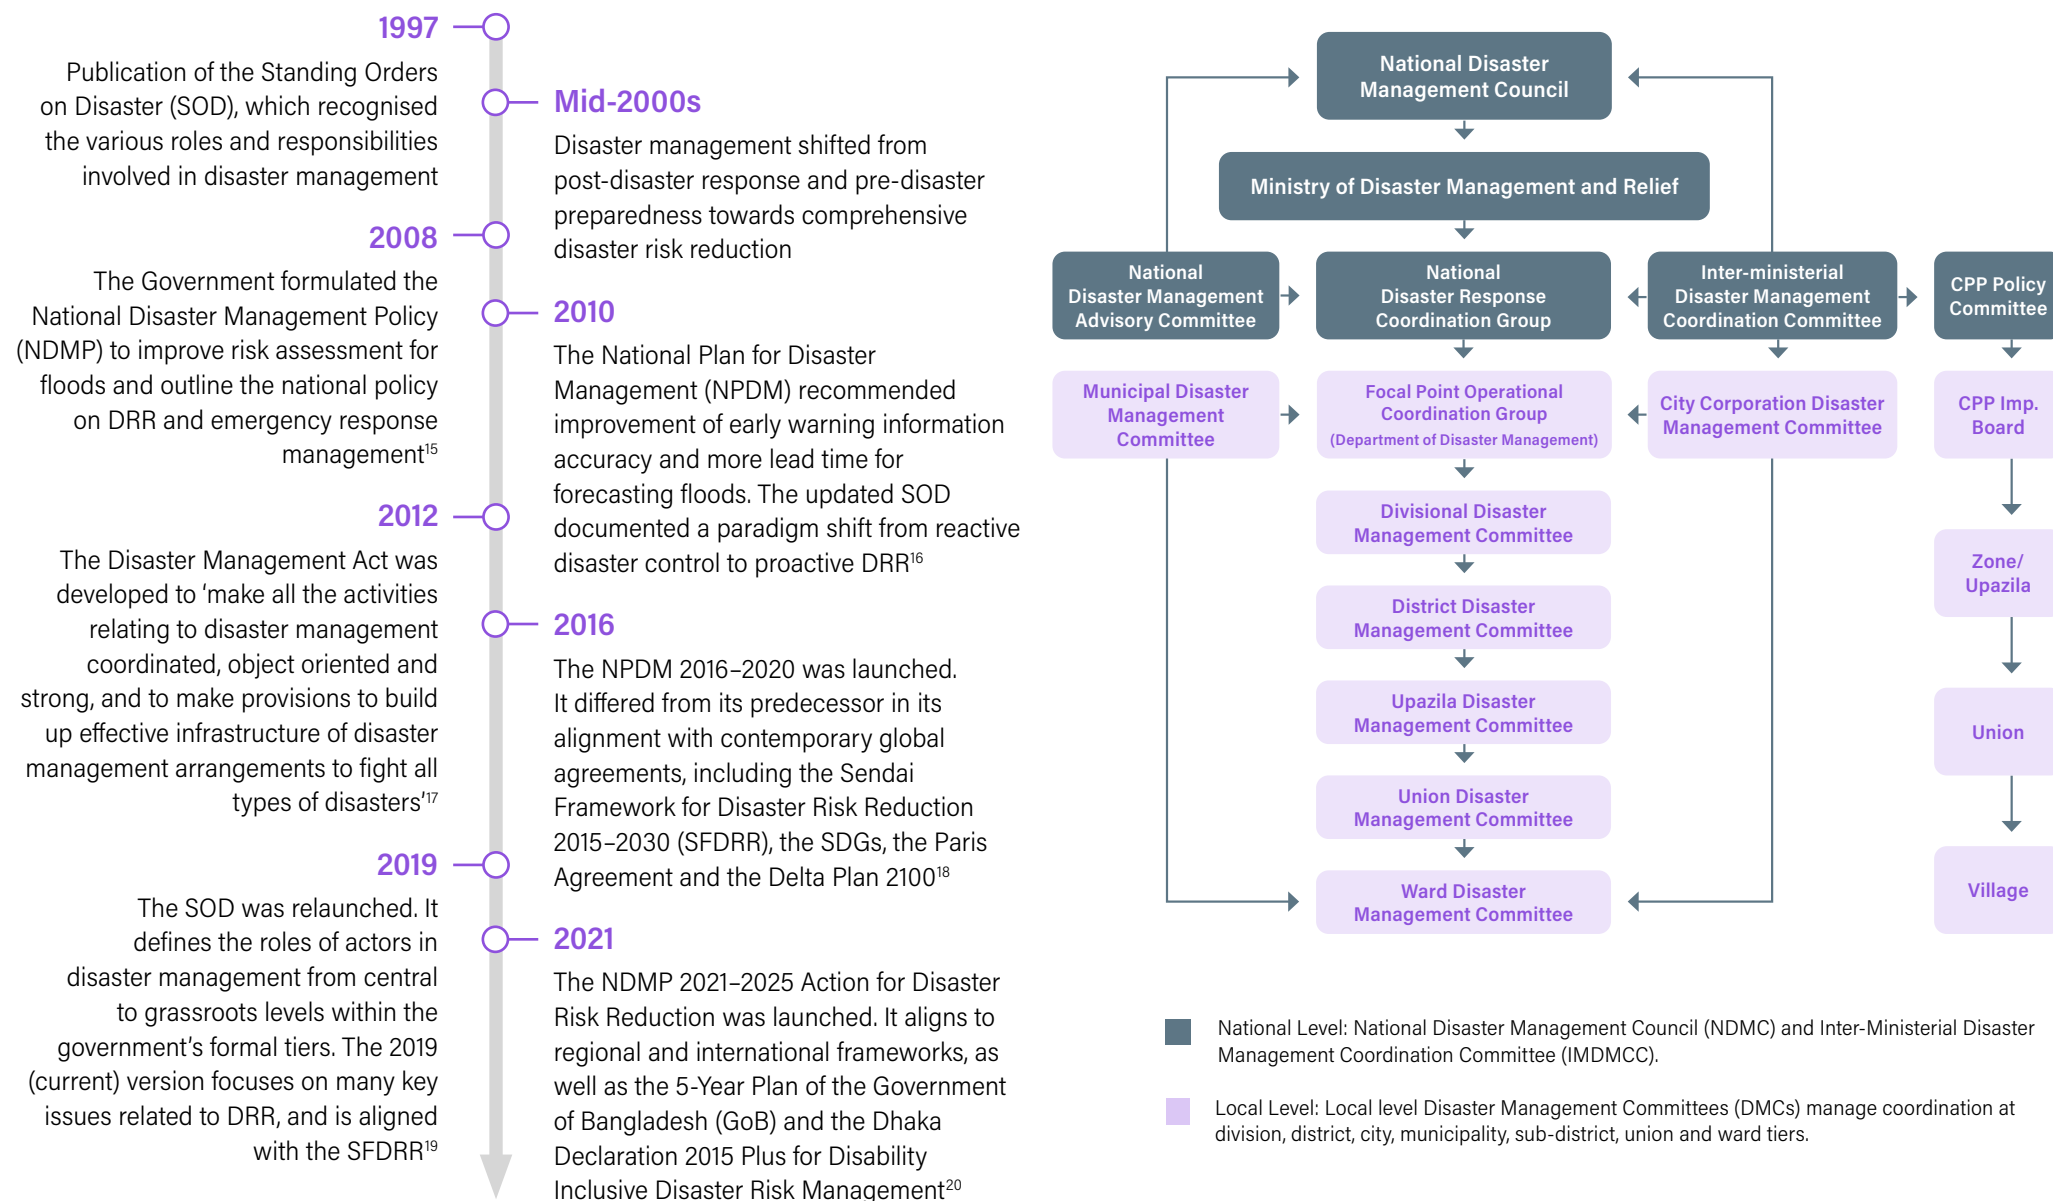 1997
Publication of the Standing Orders
on Disaster (SOD), which recognised
the various roles and responsibilities
involved in disaster management
Mid-2000s
Disaster management shifted from
post-disaster response and pre-disaster
preparedness towards comprehensive
disaster risk reduction
2008
The Government formulated the
National Disaster Management Policy
(NDMP) to improve risk assessment for
floods and outline the national policy
on DRR and emergency response
management15
2010
The National Plan for Disaster
Management (NPDM) recommended
improvement of early warning information
accuracy and more lead time for
forecasting floods. The updated SOD
documented a paradigm shift from reactive
disaster control to proactive DRR16
2012
The Disaster Management Act was
developed to ‘make all the activities
relating to disaster management
coordinated, object oriented and
strong, and to make provisions to build
up effective infrastructure of disaster
management arrangements to fight all
types of disasters’17
2016
The NPDM 2016–2020 was launched.
It differed from its predecessor in its
alignment with contemporary global
agreements, including the Sendai
Framework for Disaster Risk Reduction
2015–2030 (SFDRR), the SDGs, the Paris
Agreement and the Delta Plan 210018
2019
The SOD was relaunched. It
defines the roles of actors in
disaster management from central
to grassroots levels within the
government’s formal tiers. The 2019
(current) version focuses on many key
issues related to DRR, and is aligned
with the SFDRR19
2021
The NDMP 2021–2025 Action for Disaster
Risk Reduction was launched. It aligns to
regional and international frameworks, as
well as the 5-Year Plan of the Government
of Bangladesh (GoB) and the Dhaka
Declaration 2015 Plus for Disability
Inclusive Disaster Risk Management20
National Disaster
Management Council
Ministry of Disaster Management and Relief
National
Disaster Management
Advisory Committee
National
Disaster Response
Coordination Group
Inter-ministerial
Disaster Management
Coordination Committee
CPP Policy
Committee
Municipal Disaster
Management
Committee
Focal Point Operational
Coordination Group
(Department of Disaster Management)
City Corporation Disaster
Management Committee
CPP Imp.
Board
Divisional Disaster
Management Committee
District Disaster
Management Committee
Upazila Disaster
Management Committee
Union Disaster
Management Committee
Ward Disaster
Management Committee
Zone/
Upazila
Union
Village
National Level: National Disaster Management Council (NDMC) and Inter-Ministerial Disaster
Management Coordination Committee (IMDMCC).
Local Level: Local level Disaster Management Committees (DMCs) manage coordination at
division, district, city, municipality, sub-district, union and ward tiers.